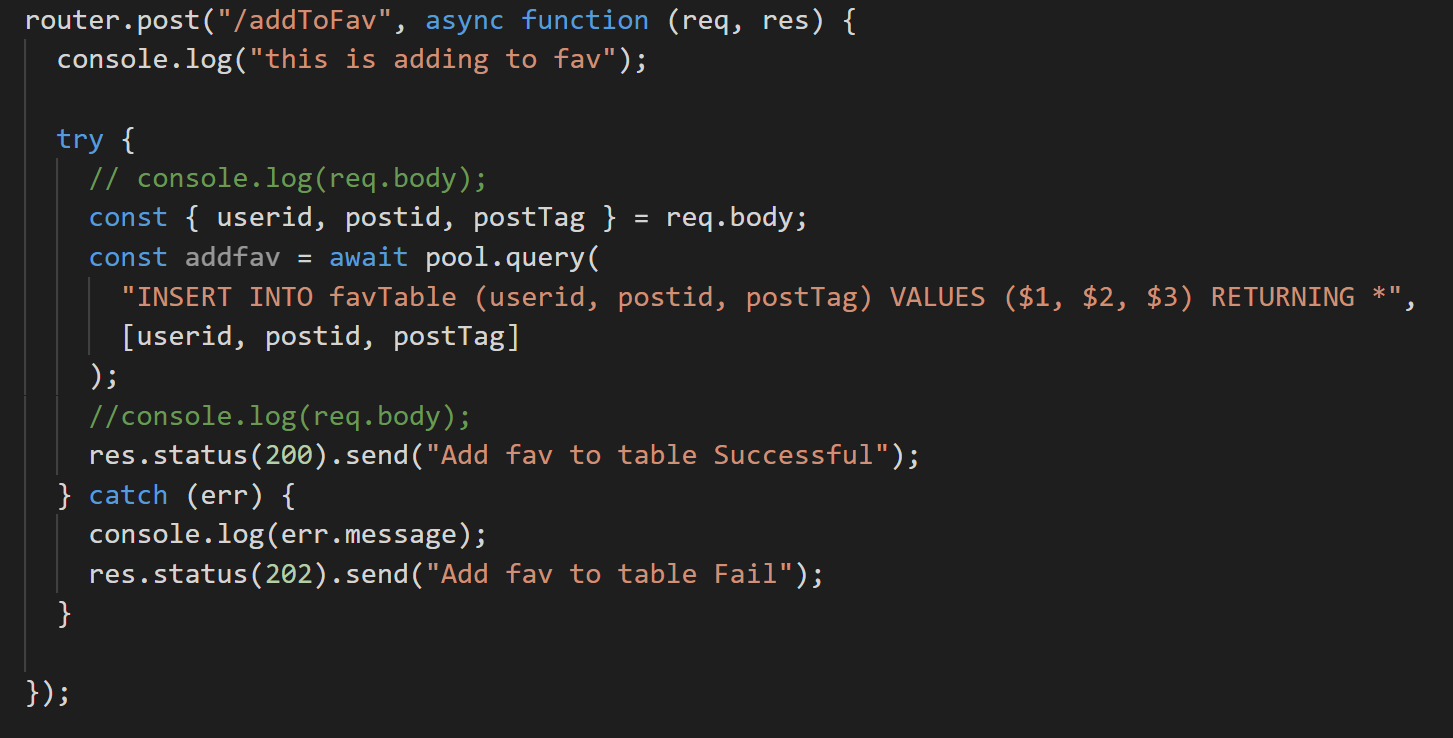 router.post("/addToFav", async function (req, res) {
  console.log("this is adding to fav");
  try {
    // console.log(req.body);
    const { userid, postid, postTag } = req.body;
    const addfav = await pool.query(
      "INSERT INTO favTable (userid, postid, postTag) VALUES ($1, $2, $3) RETURNING *",
      [userid, postid, postTag]
    );
    //console.log(req.body);
    res.status(200).send("Add fav to table Successful");
  } catch (err) {
    console.log(err.message);
    res.status(202).send("Add fav to table Fail");
  }
});